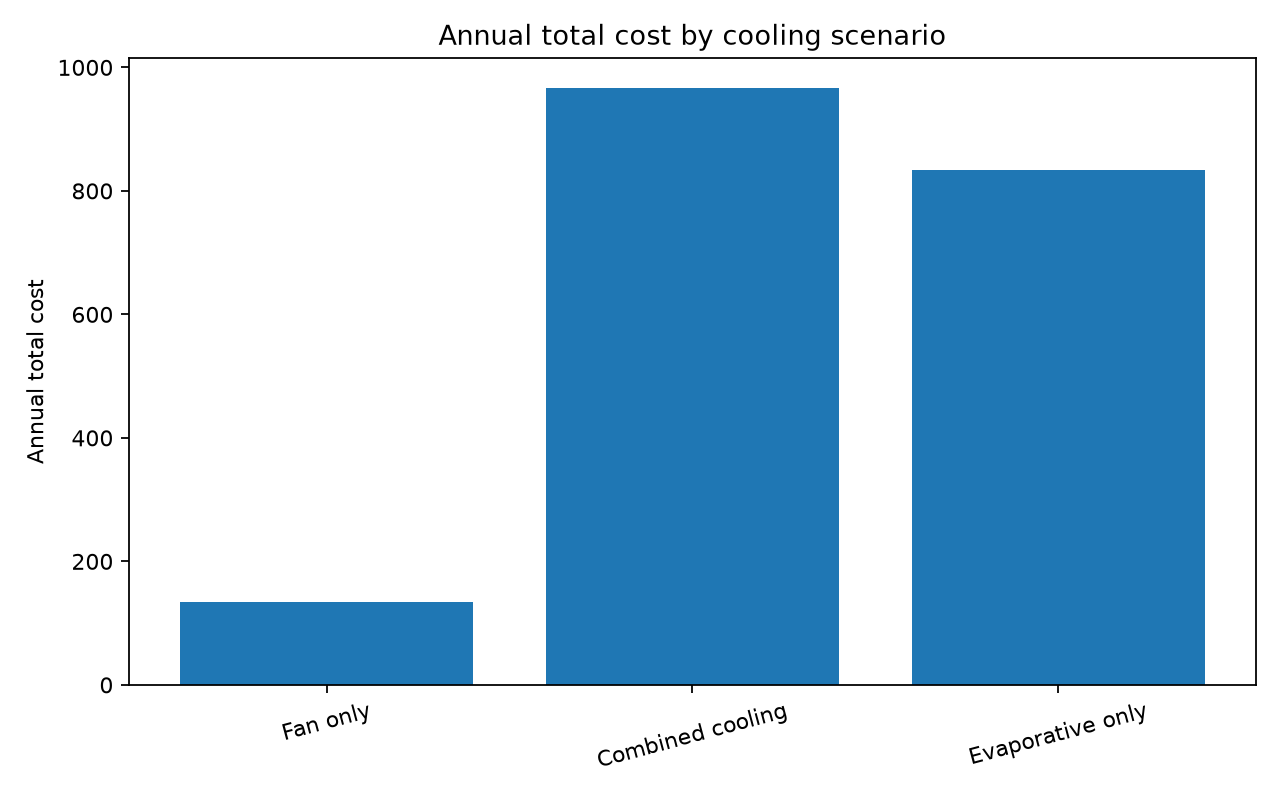 Annual total cost by cooling scenario
Annual total cost
1000
800
600
400
200
0
Fan only
Combined cooling
Evaporative only